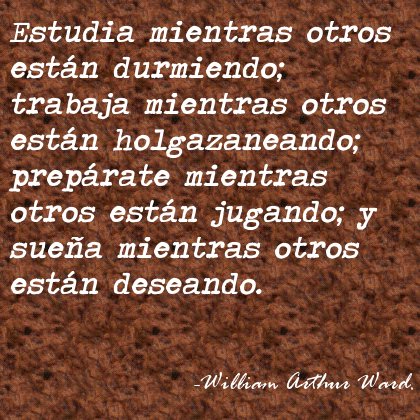 Estudia mientras otros
están durmiendo;
trabaja mientras otros
están holgazaneando;
prepárate mientras
otros están jugando; y
sueña mientras otros
están deseando.
-William Arthur Ward.